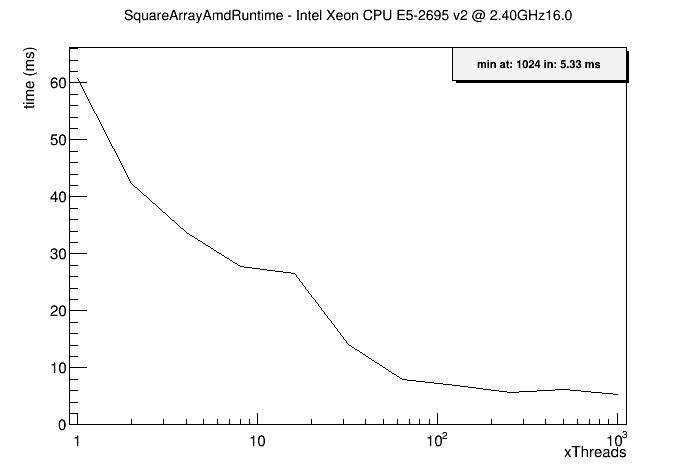 SquareArrayAmdRuntime - Intel Xeon CPU E5-2695 v2 @ 2.40GHz16.0
min at: 1024 in: 5.33 ms
time (ms)
60
50
40
30
20
10
0
1 10 10² 10³
xThreads